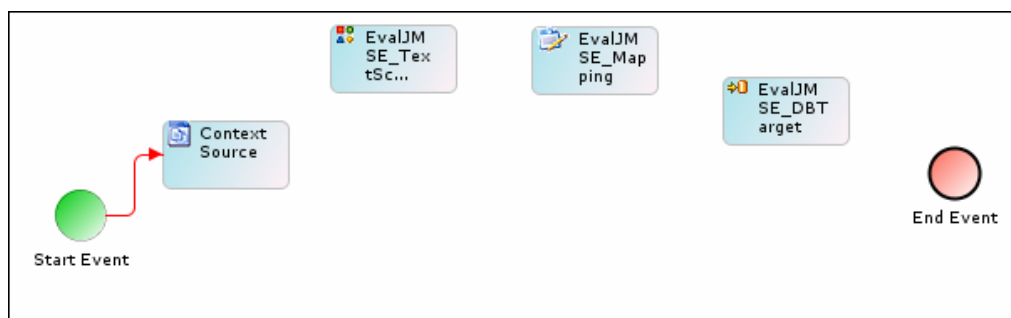 EvalJM
SE_Tex
tSc...
EvalJM
SE_Map
ping
EvalJM
SE_DBT
arget
Context
Source
Start Event
End Event